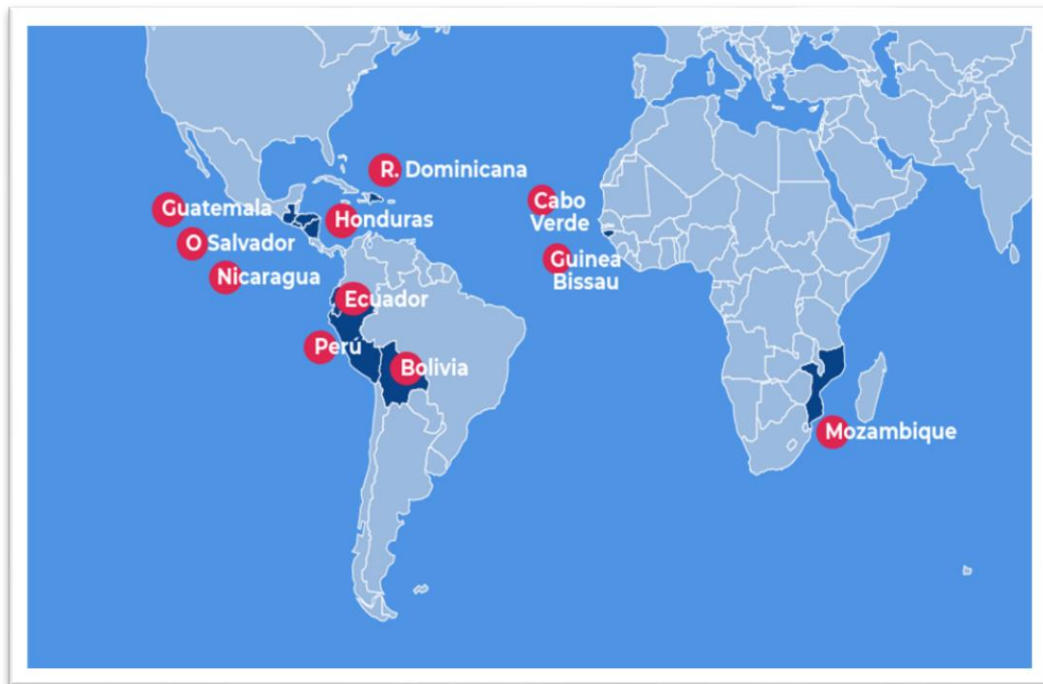 R. Dominicana
Guatemala
Honduras
O Salvador
Nicaragua
Ecuador
Perú
Bolivia
Cabo
Verde
Guinea
Bissau
Mozambique